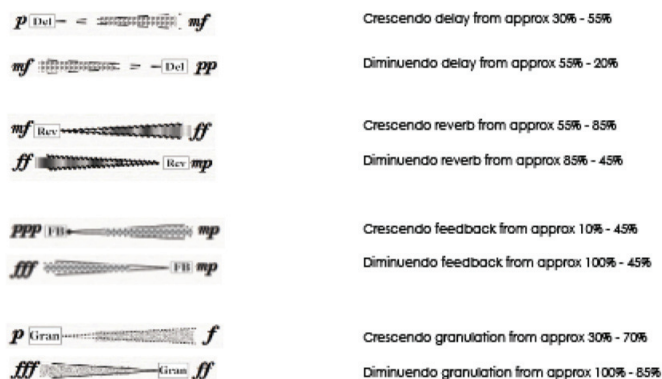 p Del mf Crescendo delay from approx 30% - 55%
mf Del pp Diminuendo delay from approx 55% - 20%
mf Rev ff Crescendo reverb from approx 55% - 85%
ff Rev mp Diminuendo reverb from approx 85% - 45%
ppp FB mp Crescendo feedback from approx 10% - 45%
fff FB mp Diminuendo feedback from approx 100% - 45%
p Gran f Crescendo granulation from approx 30% - 70%
fff Gran ff Diminuendo granulation from approx 100% - 85%